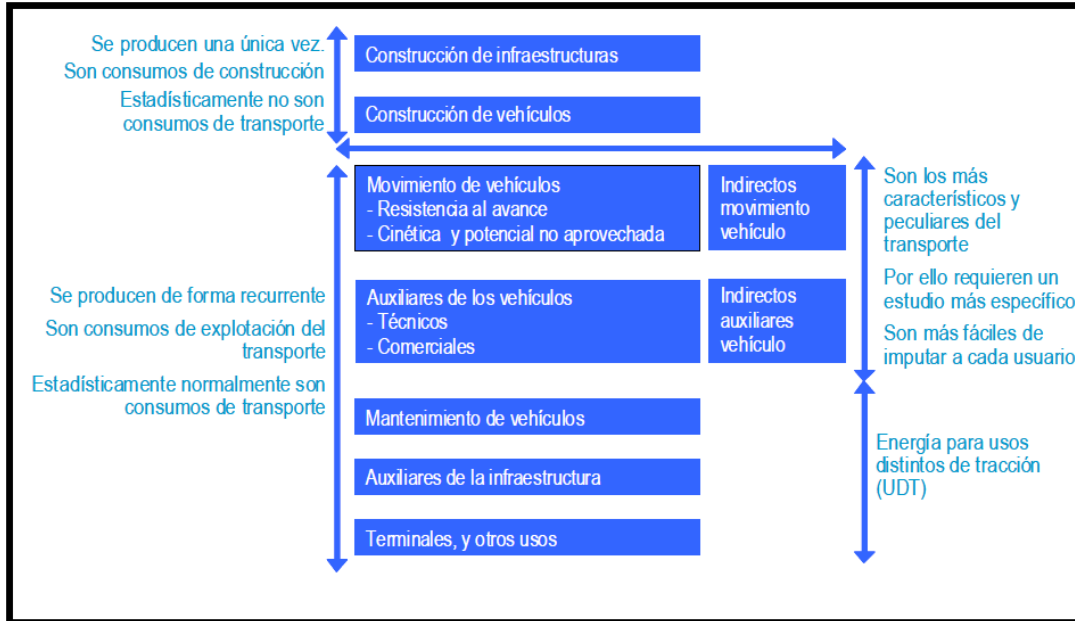 Se producen una única vez.
Son consumos de construcción
Estadísticamente no son
consumos de transporte
Construcción de infraestructuras
Construcción de vehículos
Movimiento de vehículos
- Resistencia al avance
- Cinética y potencial no aprovechada
Indirectos
movimiento
vehículo
Son los más
característicos y
peculiares del
transporte
Por ello requieren un
estudio más específico
Son más fáciles de
imputar a cada usuario
Se producen de forma recurrente
Son consumos de explotación del
transporte
Estadísticamente normalmente son
consumos de transporte
Auxiliares de los vehículos
- Técnicos
- Comerciales
Indirectos
auxiliares
vehículo
Mantenimiento de vehículos
Auxiliares de la infraestructura
Terminales, y otros usos
Energía para usos
distintos de tracción
(UDT)